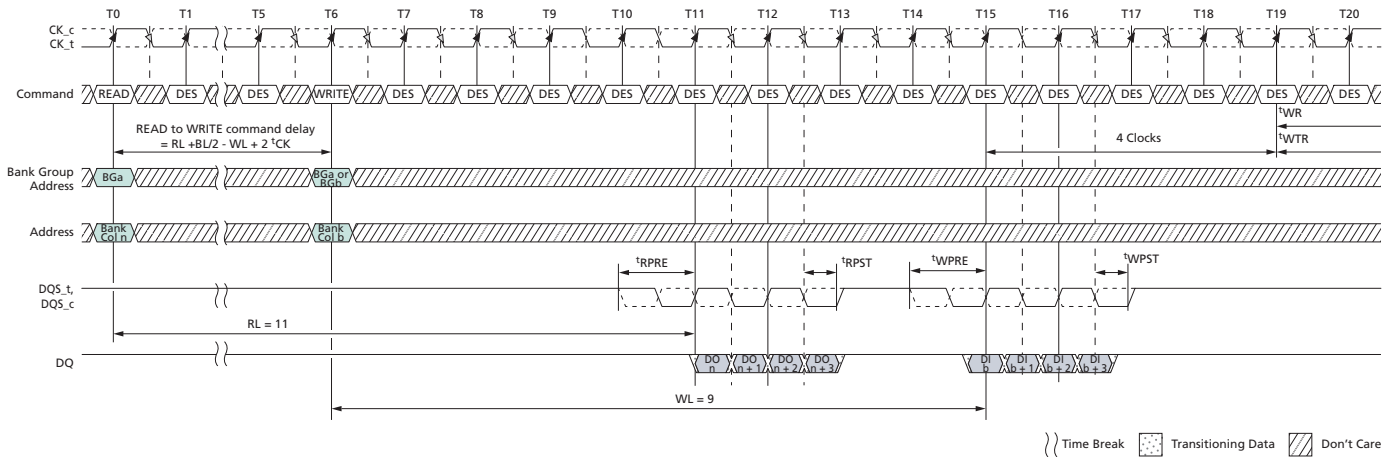 T0 T1 T5 T6 T7 T8 T9 T10 T11 T12 T13 T14 T15 T16 T17 T18 T19 T20
CK_c
CK_t
Command READ DES DES WRITE DES DES DES DES DES DES DES DES DES DES DES DES DES DES
tWR
READ to WRITE command delay
= RL +BL/2 - WL + 2 tCK
4 Clocks
tWTR
Bank Group
Address
BGa
BGa or
BGb
Address
Bank
Col n
Bank
Col b
tRPRE tRPST tWPRE tWPST
DQS_t,
DQS_c
RL = 11
DQ
DO
n
DO
n + 1
DO
n + 2
DO
n + 3
DI
b
DI
b + 1
DI
b + 2
DI
b + 3
WL = 9
Time Break Transitioning Data Don't Care